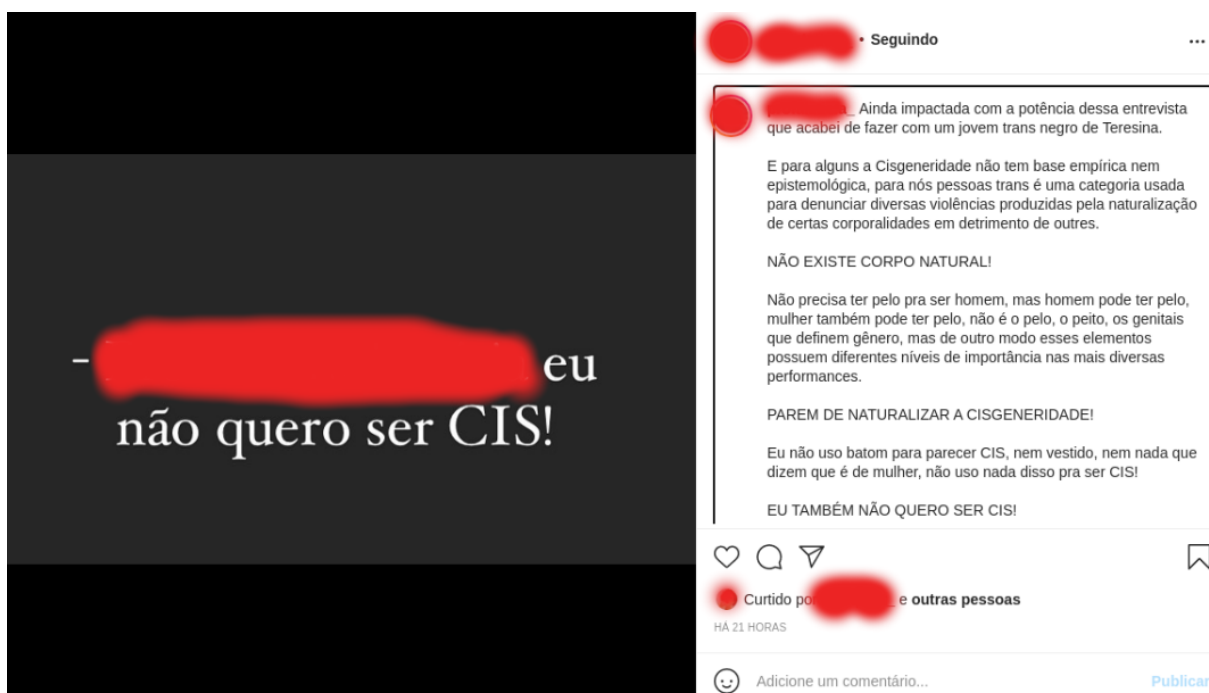 - eu
não quero ser CIS!
• Seguindo
Ainda impactada com a potência dessa entrevista
que acabei de fazer com um jovem trans negro de Teresina.
E para alguns a Cisgeneridade não tem base empírica nem
epistemológica, para nós pessoas trans é uma categoria usada
para denunciar diversas violências produzidas pela naturalização
de certas corporalidades em detrimento de outres.
NÃO EXISTE CORPO NATURAL!
Não precisa ter pelo pra ser homem, mas homem pode ter pelo,
mulher também pode ter pelo, não é o pelo, o peito, os genitais
que definem gênero, mas de outro modo esses elementos
possuem diferentes níveis de importância nas mais diversas
performances.
PAREM DE NATURALIZAR A CISGENERIDADE!
Eu não uso batom para parecer CIS, nem vestido, nem nada que
dizem que é de mulher, não uso nada disso pra ser CIS!
EU TAMBÉM NÃO QUERO SER CIS!
Curtido po e outras pessoas
HÁ 21 HORAS
Adicione um comentário... Publicar